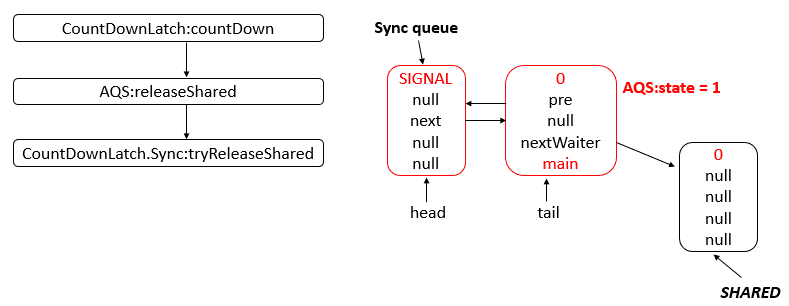 CountDownLatch:countDown
AQS:releaseShared
CountDownLatch.Sync:tryReleaseShared
Sync queue
SIGNAL
null
next
null
null
head
0
pre
null
nextWaiter
main
tail
AQS:state = 1
0
null
null
null
null
SHARED